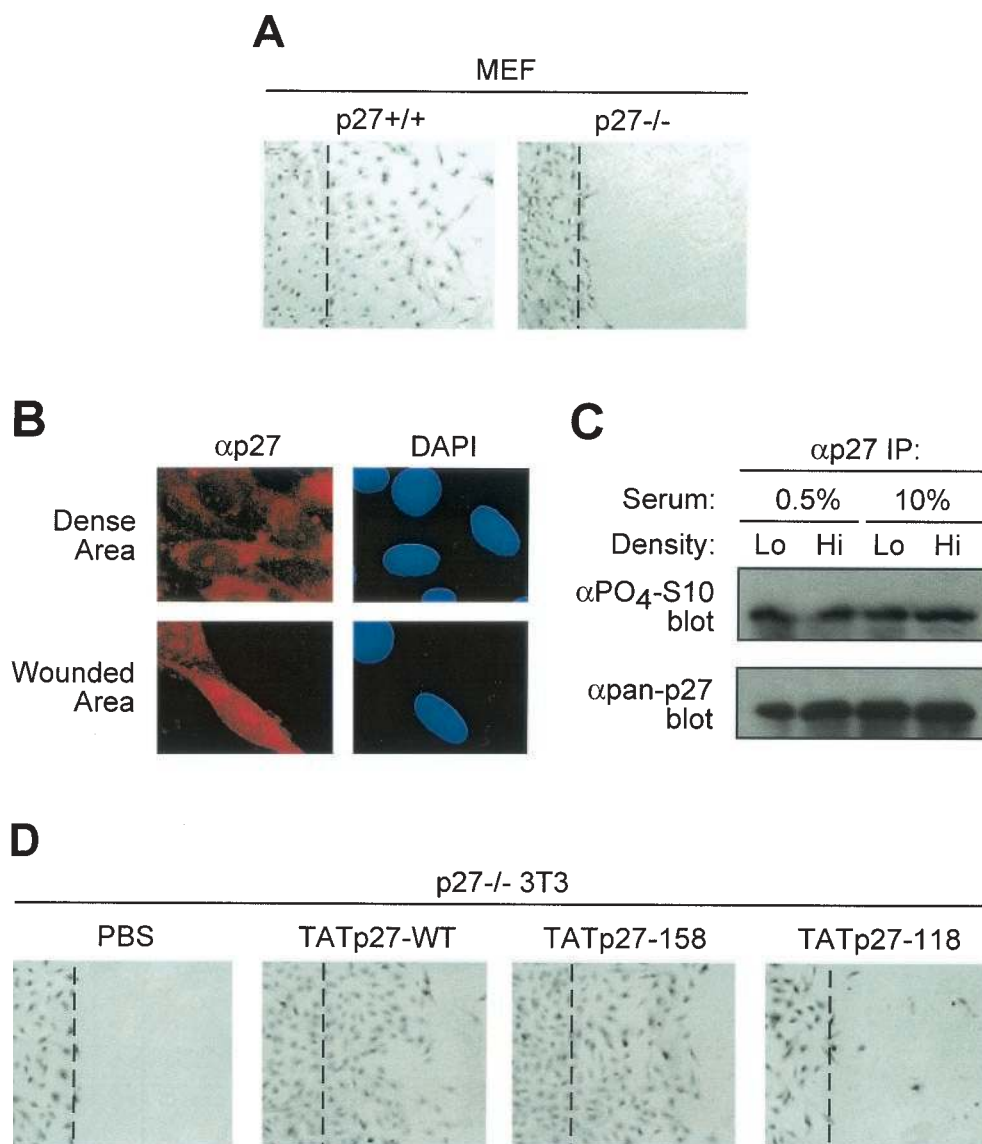 A
MEF
p27+/+ p27-/-
B
αp27 DAPI
Dense
Area
Wounded
Area
C
αp27 IP:
Serum: 0.5% 10%
Density: Lo Hi Lo Hi
αPO4-S10
blot
αpan-p27
blot
D
p27-/- 3T3
PBS TATp27-WT TATp27-158 TATp27-118